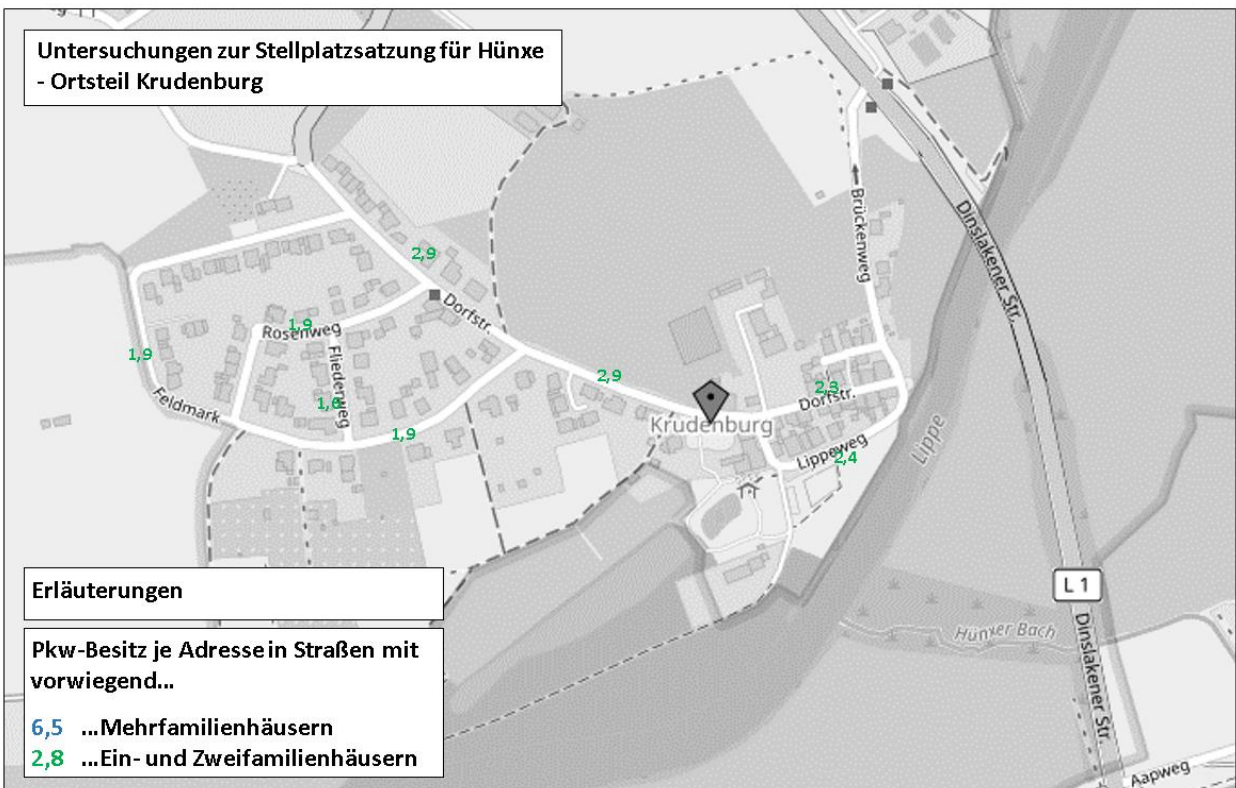 Untersuchungen zur Stellplatzsatzung für Hünxe
- Ortsteil Krudenburg
Brückenweg
Dinslakener Str.
2,9
Dorfstr.
1,9
Rosenweg
1,9
Fliederweg
2,9
Feldmark
2,3
Dorfstr.
1,9
Krudenburg
Lippeweg
2,4
Lippe
L 1
Hünxer Bach
Dinslakener Str.
Aapweg
Erläuterungen
Pkw-Besitz je Adresse in Straßen mit
vorwiegend...
6,5 ...Mehrfamilienhäusern
2,8 ...Ein- und Zweifamilienhäusern